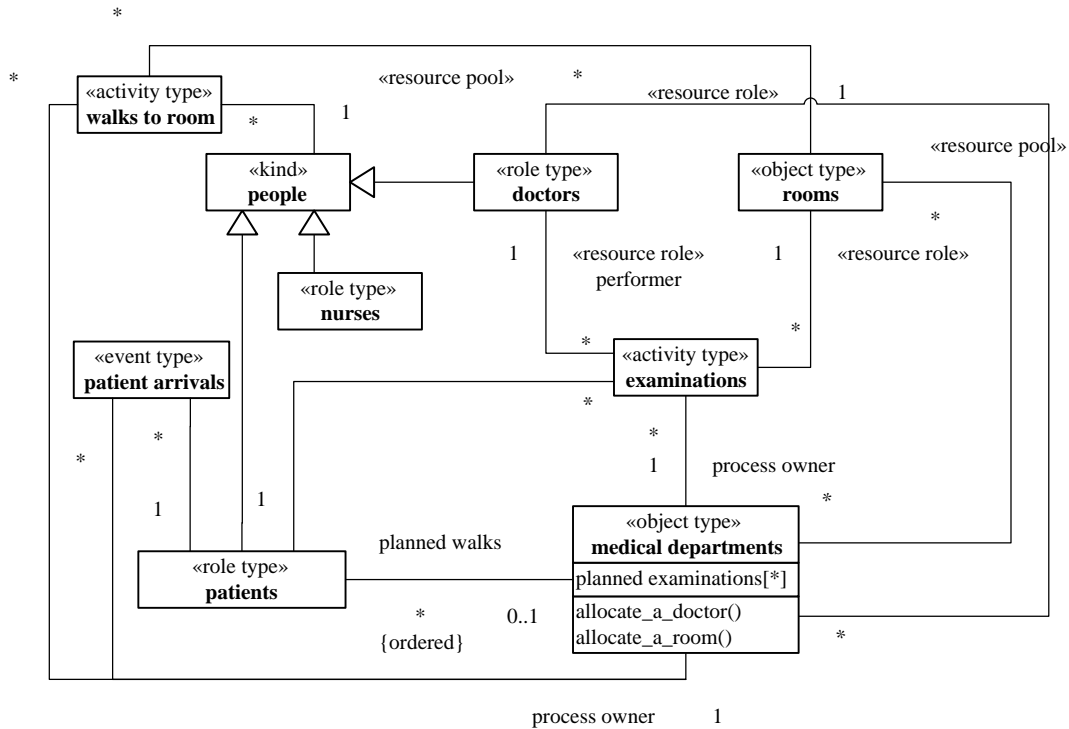 *
*
«resource pool»
*
«activity type»
walks to room
«resource role»
1
*
1
«resource pool»
«kind»
people
«role type»
doctors
«object type»
rooms
*
1
«resource role»
performer
1
«resource role»
«role type»
nurses
*
*
«event type»
patient arrivals
«activity type»
examinations
*
*
*
*
1
process owner
1
1
*
«object type»
medical departments
planned walks
«role type»
patients
planned examinations[*]
*
{ordered}
0..1
allocate_a_doctor()
allocate_a_room()
*
process owner
1